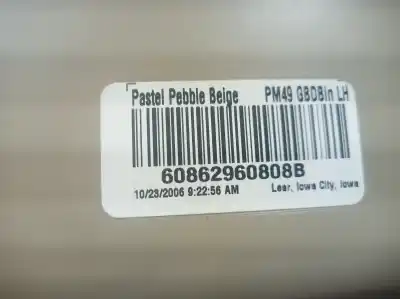 Pastel Pebble Beige PM49 GBDBin LH
60862960808B
10/23/2006 9:22:56 AM Lear, Iowa City, Iowa